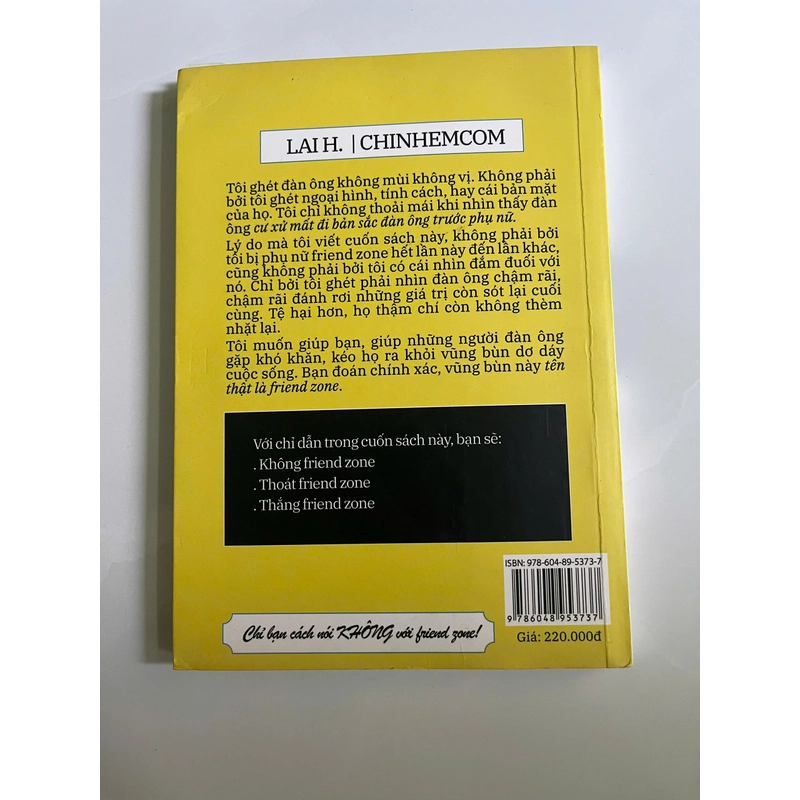 LAI H. | CHINHEMCOM
Tôi ghét đàn ông không mùi không vị. Không phải
bởi tôi ghét ngoại hình, tính cách, hay cái bản mặt
của họ. Tôi chỉ không thoải mái khi nhìn thấy đàn
ông cư xử mất đi bản sắc đàn ông trước phụ nữ.
Lý do mà tôi viết cuốn sách này, không phải bởi
tôi bị phụ nữ friend zone hết lần này đến lần khác,
cũng không phải bởi tôi có cái nhìn đắm đuối với
nó. Chỉ bởi tôi ghét phải nhìn đàn ông chậm rãi,
chậm rãi đánh rơi những giá trị còn sót lại cuối
cùng. Tệ hại hơn, họ thậm chí còn không thèm
nhặt lại.
Tôi muốn giúp bạn, giúp những người đàn ông
gặp khó khăn, kéo họ ra khỏi vũng bùn dơ dáy
cuộc sống. Bạn đoán chính xác, vũng bùn này tên
thật là friend zone.
Với chỉ dẫn trong cuốn sách này, bạn sẽ:
. Không friend zone
. Thoát friend zone
. Thắng friend zone
ISBN: 978-604-89-5373-7
9 786048 953737
Giá: 220.000đ
Chỉ bạn cách nói KHÔNG với friend zone!